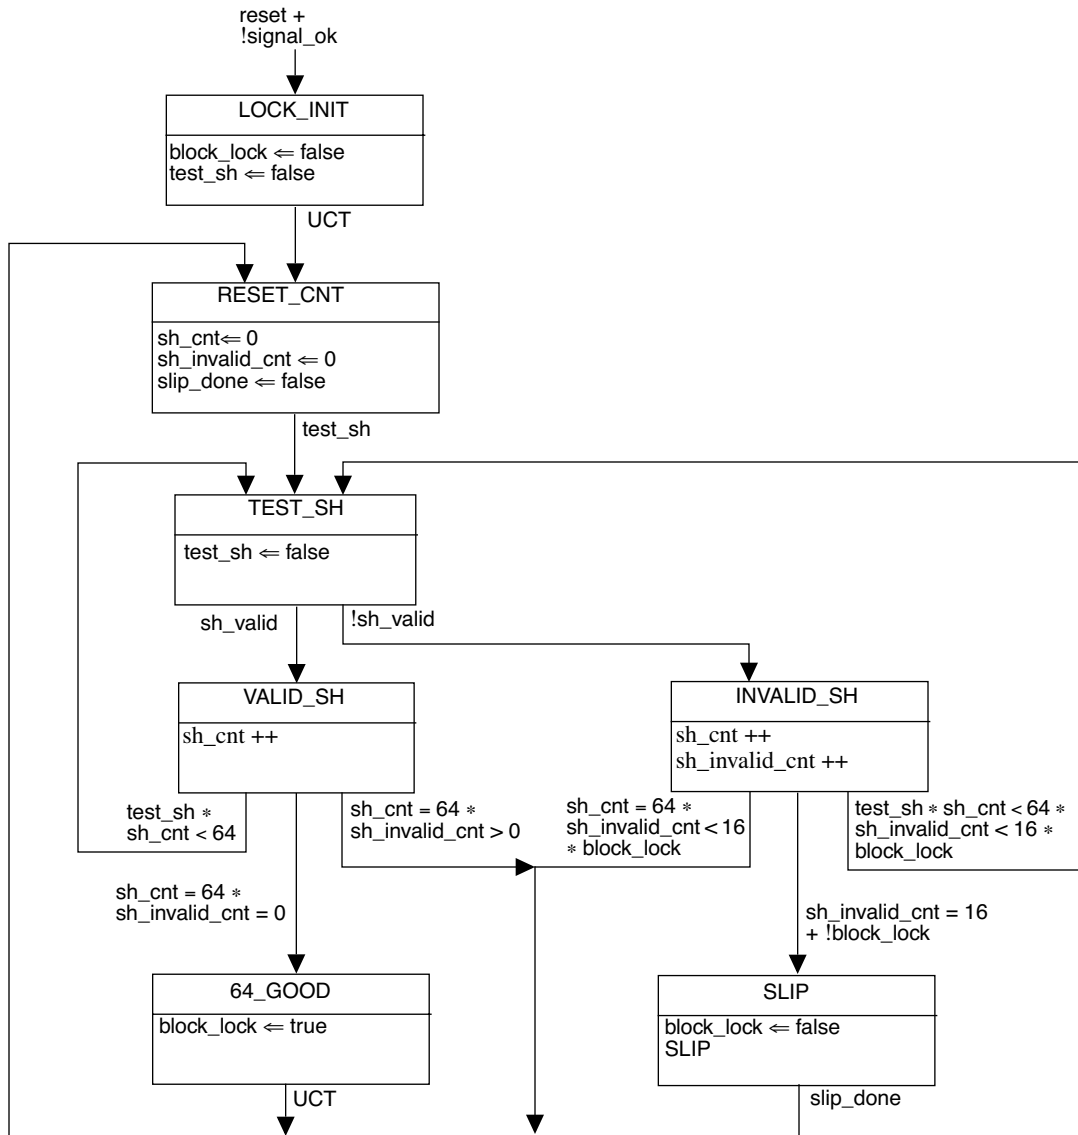 reset +
!signal_ok
LOCK_INIT
block_lock ⇐ false
test_sh ⇐ false
UCT
RESET_CNT
sh_cnt⇐ 0
sh_invalid_cnt ⇐ 0
slip_done ⇐ false
test_sh
TEST_SH
test_sh ⇐ false
sh_valid
!sh_valid
VALID_SH
sh_cnt ++
INVALID_SH
sh_cnt ++
sh_invalid_cnt ++
test_sh *
sh_cnt < 64
sh_cnt = 64 *
sh_invalid_cnt > 0
sh_cnt = 64 *
sh_invalid_cnt < 16
* block_lock
test_sh * sh_cnt < 64 *
sh_invalid_cnt < 16 *
block_lock
sh_cnt = 64 *
sh_invalid_cnt = 0
sh_invalid_cnt = 16
+ !block_lock
64_GOOD
block_lock ⇐ true
UCT
SLIP
block_lock ⇐ false
SLIP
slip_done